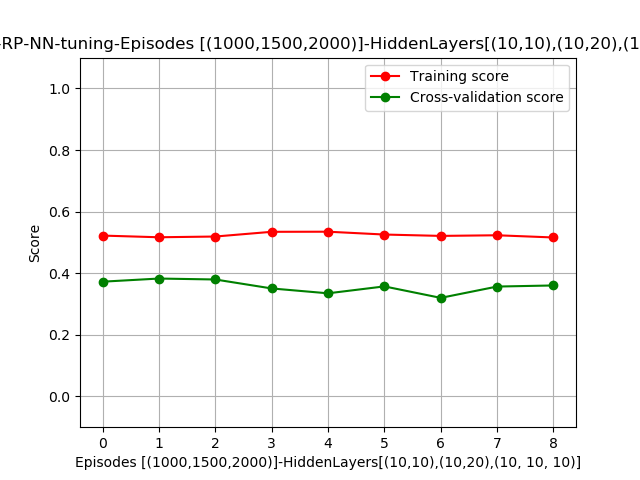 -RP-NN-tuning-Episodes [(1000,1500,2000)]-HiddenLayers[(10,10),(10,20),(1
Training score
Cross-validation score
1.0
0.8
0.6
0.4
0.2
0.0
Score
0 1 2 3 4 5 6 7 8
Episodes [(1000,1500,2000)]-HiddenLayers[(10,10),(10,20),(10, 10, 10)]